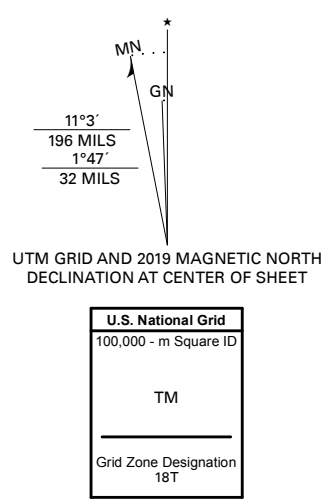 MN
GN
11°3´
196 MILS
1°47´
32 MILS
UTM GRID AND 2019 MAGNETIC NORTH
DECLINATION AT CENTER OF SHEET
U.S. National Grid
100,000 - m Square ID
TM
Grid Zone Designation
18T